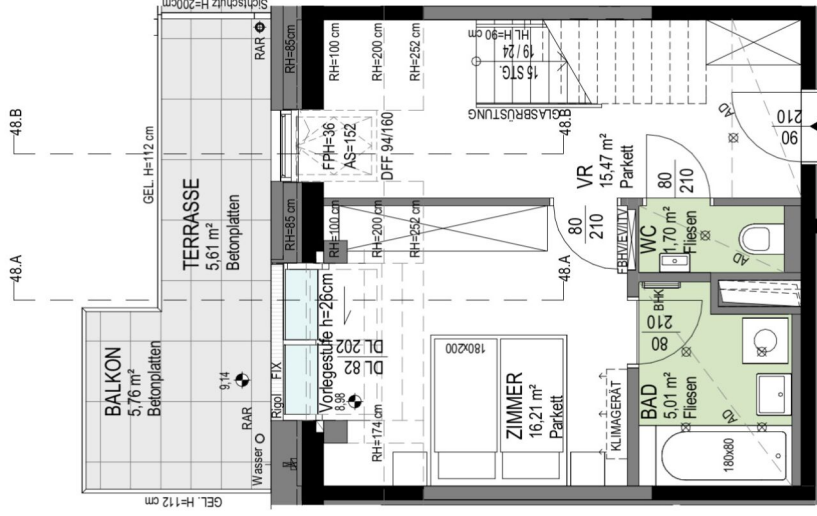 Sichtschutz H=200cm
RAR
RH=85cm
RH=100 cm
RH=200 cm
RH=252 cm
HL H=90 cm
19 / 24
15 STG.
GLASBRÜSTUNG
48.B
48.B
GEL. H=112 cm
FPH=36
AS=152
DFF 94/160
AD
90
210
VR
15,47 m²
Parkett
80
210
TERRASSE
5,61 m²
Betonplatten
RH=85 cm
RH=100 cm
RH=200 cm
RH=252 cm
80
210
FBHV/EV/ITV
WC
1,70 m²
Fliesen
AD
48.A
48.A
BALKON
5,76 m²
Betonplatten
9,14
RAR
Wasser
Rigol
FIX
Vorlegestufe h=26cm
8,98
DL 82
DL 202
RH=174 cm
180x200
ZIMMER
16,21 m²
Parkett
KLIMAGERÄT
BHK
80
210
BAD
5,01 m²
Fliesen
AD
180x80
GEL. H=112 cm